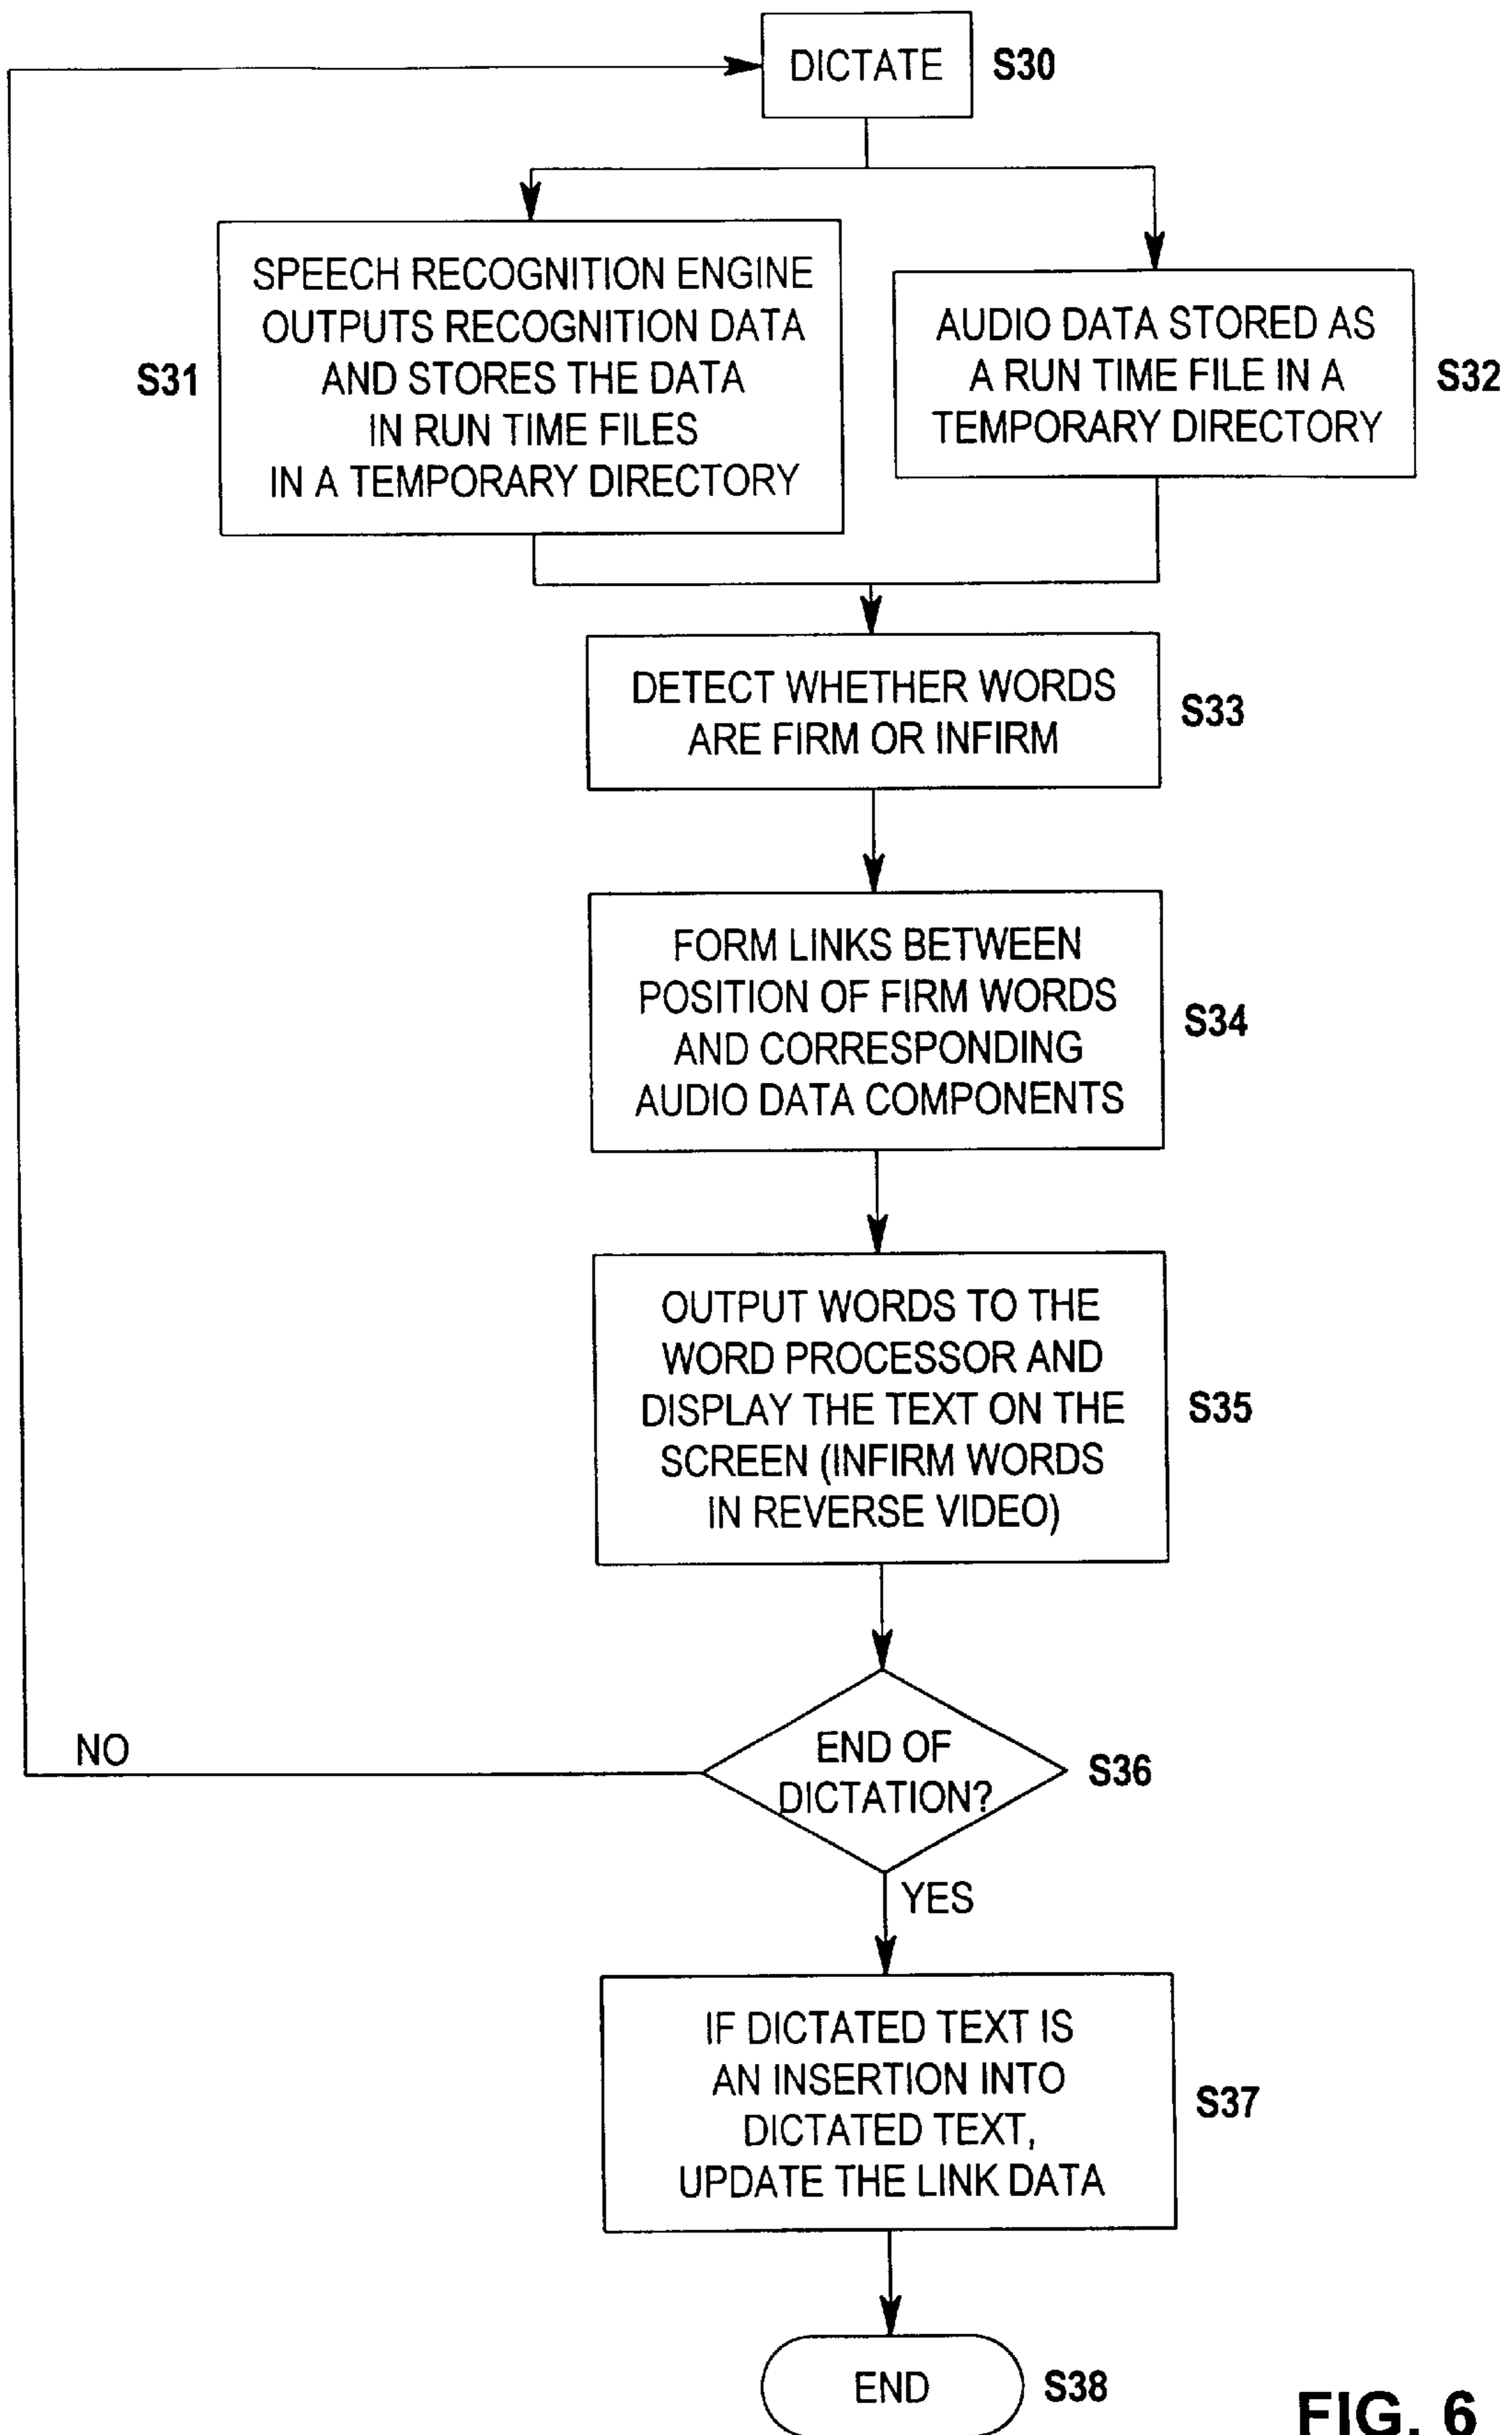 DICTATE
S30
SPEECH RECOGNITION ENGINE
OUTPUTS RECOGNITION DATA
AND STORES THE DATA
IN RUN TIME FILES
IN A TEMPORARY DIRECTORY
S31
AUDIO DATA STORED AS
A RUN TIME FILE IN A
TEMPORARY DIRECTORY
S32
DETECT WHETHER WORDS
ARE FIRM OR INFIRM
S33
FORM LINKS BETWEEN
POSITION OF FIRM WORDS
AND CORRESPONDING
AUDIO DATA COMPONENTS
S34
OUTPUT WORDS TO THE
WORD PROCESSOR AND
DISPLAY THE TEXT ON THE
SCREEN (INFIRM WORDS
IN REVERSE VIDEO)
S35
NO
END OF
DICTATION?
S36
YES
IF DICTATED TEXT IS
AN INSERTION INTO
DICTATED TEXT,
UPDATE THE LINK DATA
S37
END
S38
FIG. 6